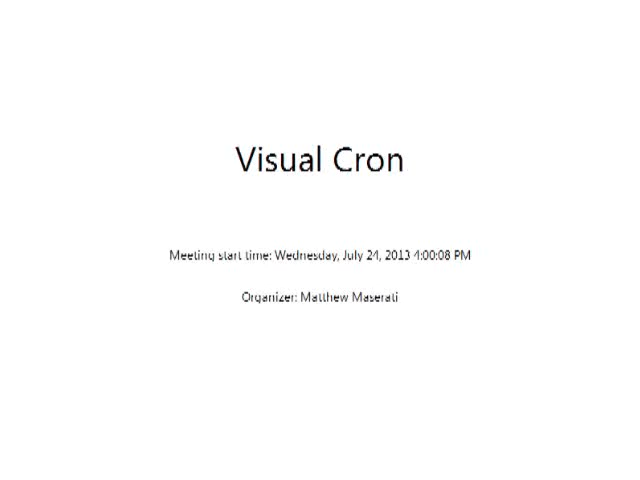 Visual Cron
Meeting start time: Wednesday, July 24, 2013 4:00:08 PM
Organizer: Matthew Maserati